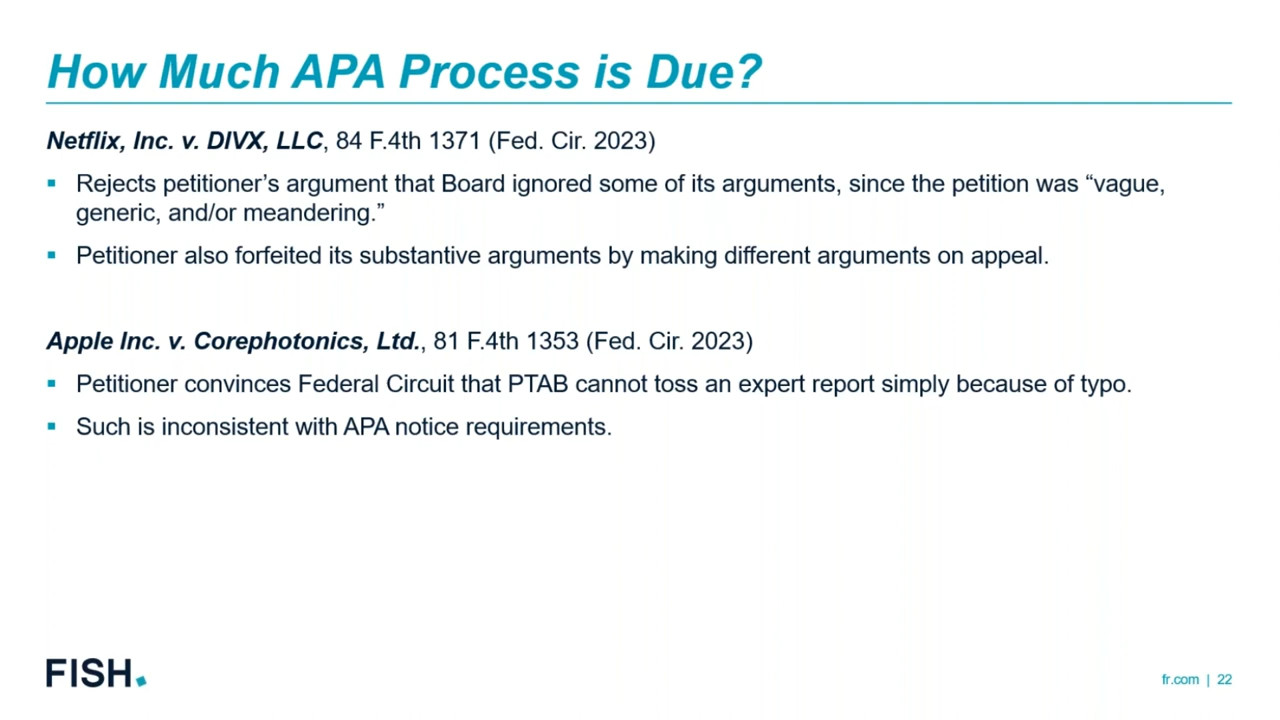 How Much APA Process is Due?
Netflix, Inc. v. DIVX, LLC, 84 F.4th 1371 (Fed. Cir. 2023)
▪ Rejects petitioner’s argument that Board ignored some of its arguments, since the petition was “vague,
generic, and/or meandering.”
▪ Petitioner also forfeited its substantive arguments by making different arguments on appeal.
Apple Inc. v. Corephotonics, Ltd., 81 F.4th 1353 (Fed. Cir. 2023)
▪ Petitioner convinces Federal Circuit that PTAB cannot toss an expert report simply because of typo.
▪ Such is inconsistent with APA notice requirements.
FISH.
fr.com | 22